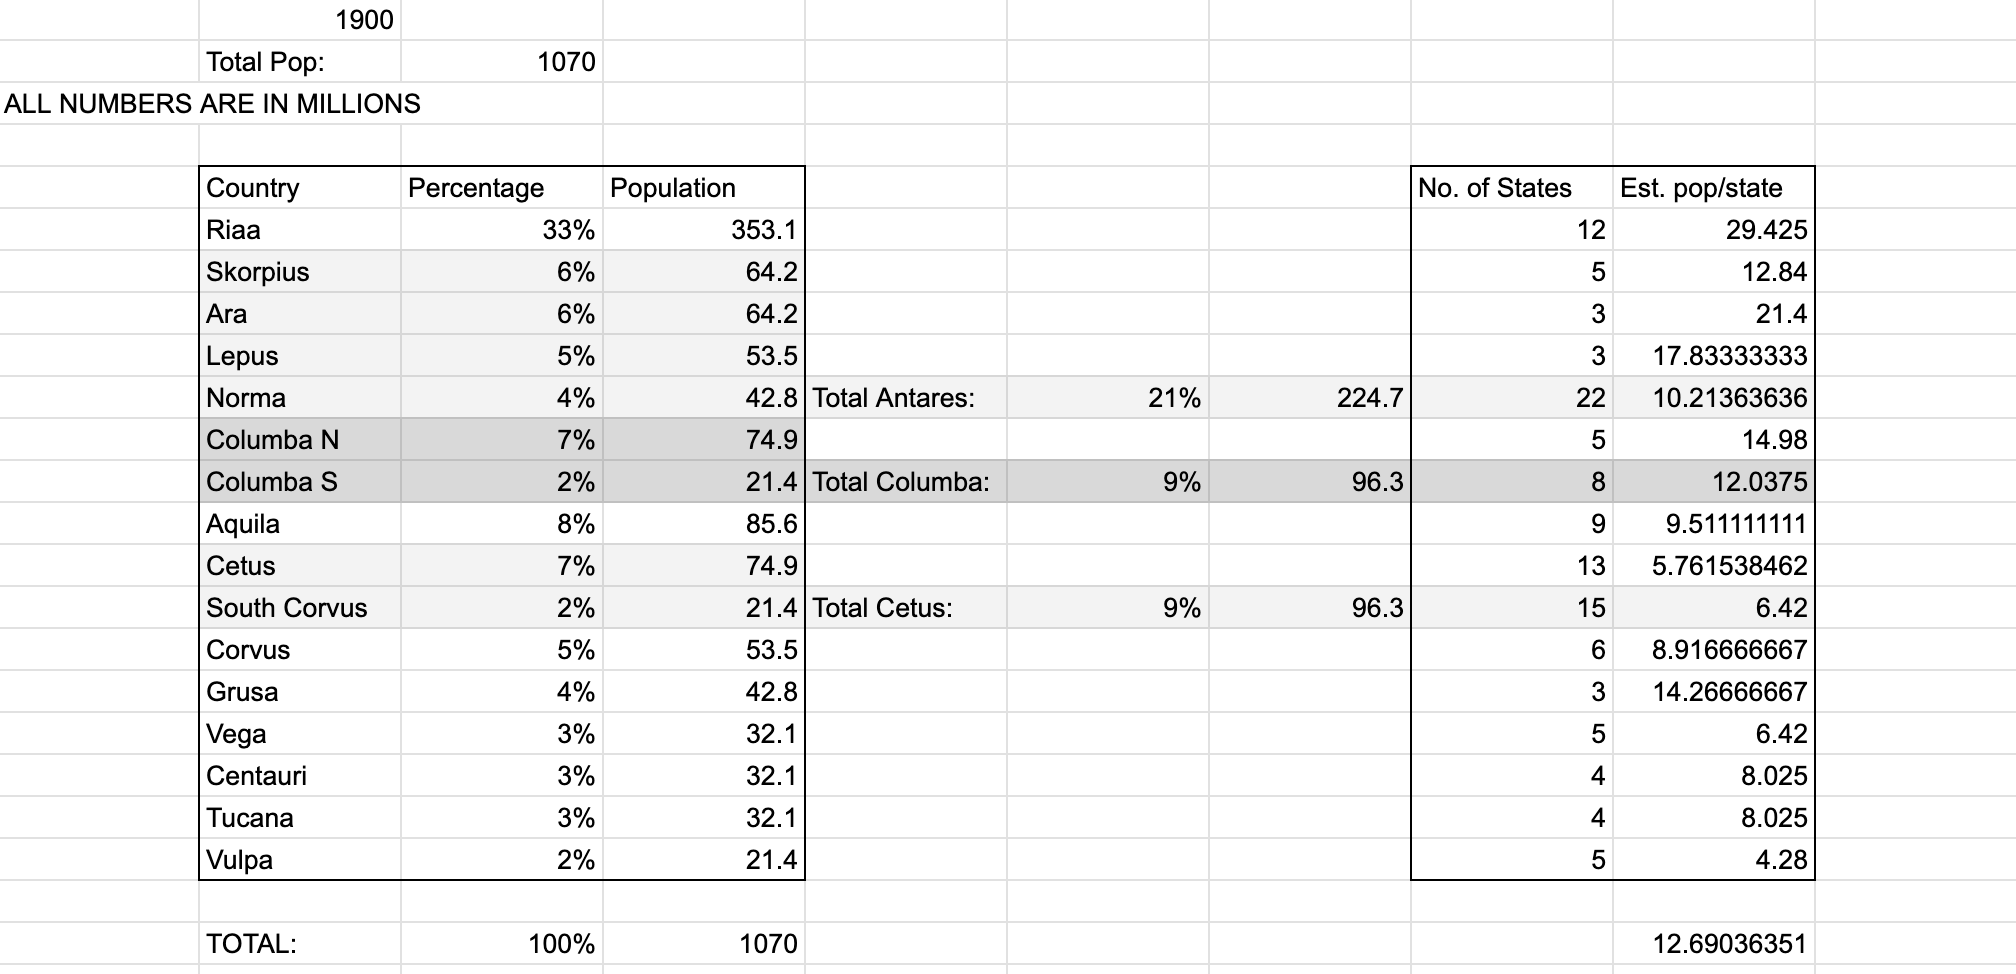 1900
Total Pop: 1070
ALL NUMBERS ARE IN MILLIONS
Country Percentage Population No. of States Est. pop/state
Riaa 33% 353.1 12 29.425
Skorpius 6% 64.2 5 12.84
Ara 6% 64.2 3 21.4
Lepus 5% 53.5 3 17.83333333
Norma 4% 42.8 Total Antares: 21% 224.7 22 10.21363636
Columba N 7% 74.9 5 14.98
Columba S 2% 21.4 Total Columba: 9% 96.3 8 12.0375
Aquila 8% 85.6 9 9.511111111
Cetus 7% 74.9 13 5.761538462
South Corvus 2% 21.4 Total Cetus: 9% 96.3 15 6.42
Corvus 5% 53.5 6 8.916666667
Grusa 4% 42.8 3 14.26666667
Vega 3% 32.1 5 6.42
Centauri 3% 32.1 4 8.025
Tucana 3% 32.1 4 8.025
Vulpa 2% 21.4 5 4.28
TOTAL: 100% 1070 12.69036351